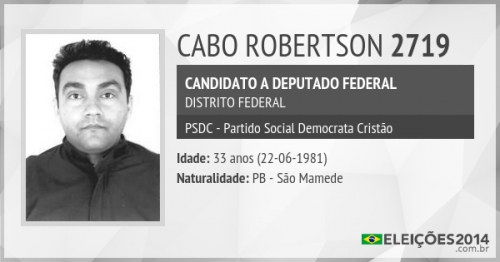 CABO ROBERTSON 2719
CANDIDATO A DEPUTADO FEDERAL
DISTRITO FEDERAL
PSDC - Partido Social Democrata Cristão
Idade: 33 anos (22-06-1981)
Naturalidade: PB - São Mamede
ELEIÇÕES2014
.com.br